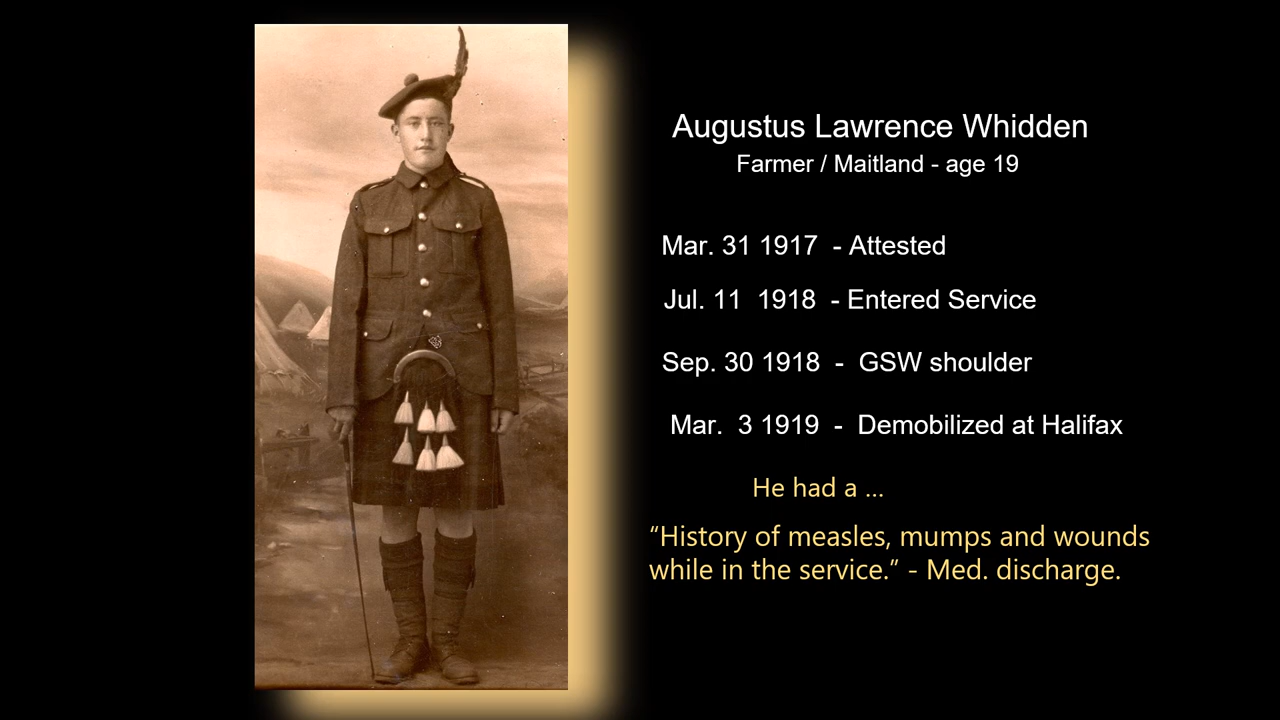 Augustus Lawrence Whidden
Farmer / Maitland - age 19
Mar. 31 1917 - Attested
Jul. 11 1918 - Entered Service
Sep. 30 1918 - GSW shoulder
Mar. 3 1919 - Demobilized at Halifax
He had a ...
“History of measles, mumps and wounds
while in the service.” - Med. discharge.